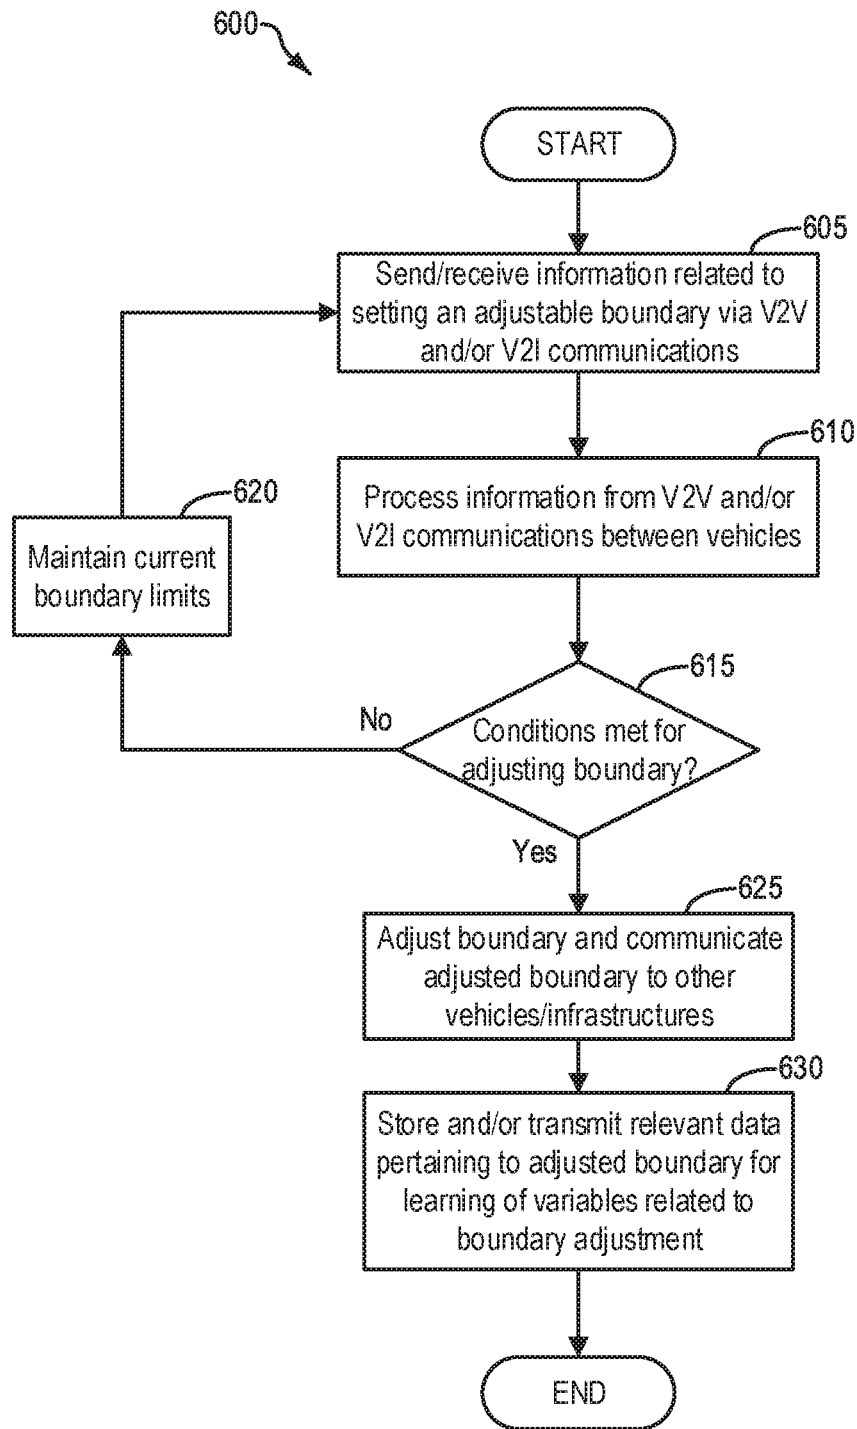 600
START
605
Send/receive information related to
setting an adjustable boundary via V2V
and/or V2I communications
610
Process information from V2V and/or
V2I communications between vehicles
620
Maintain current
boundary limits
615
No
Conditions met for
adjusting boundary?
Yes
625
Adjust boundary and communicate
adjusted boundary to other
vehicles/infrastructures
630
Store and/or transmit relevant data
pertaining to adjusted boundary for
learning of variables related to
boundary adjustment
END